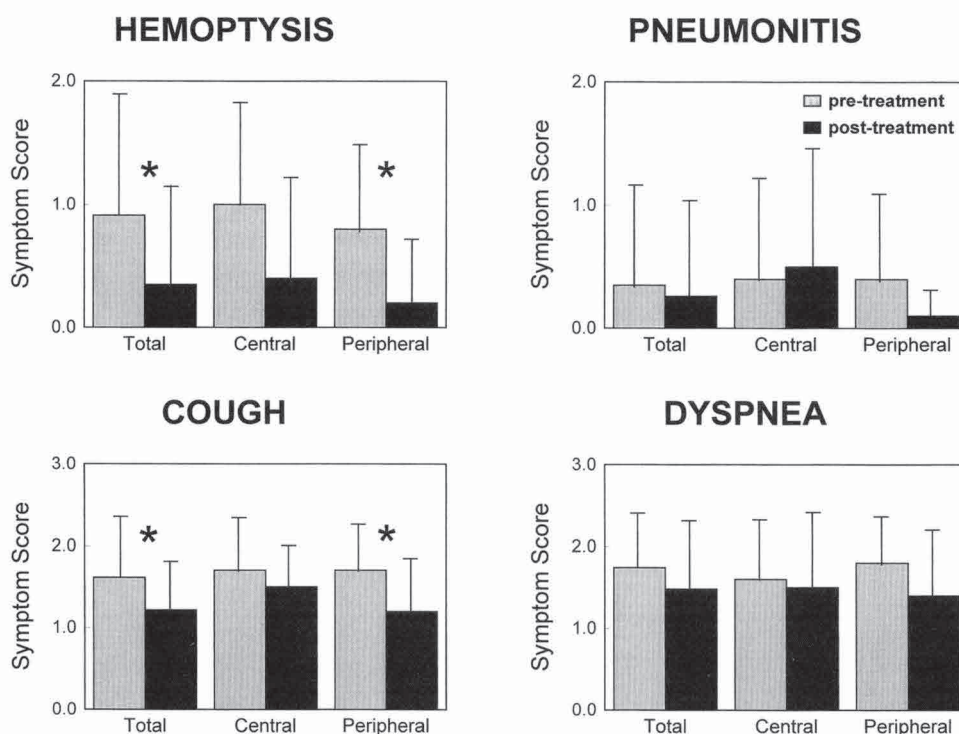 HEMOPTYSIS
Symptom Score
2.0
1.0
0.0
*
*
Total Central Peripheral
PNEUMONITIS
Symptom Score
2.0
1.0
0.0
pre-treatment
post-treatment
Total Central Peripheral
COUGH
Symptom Score
3.0
2.0
1.0
0.0
*
*
Total Central Peripheral
DYSPNEA
Symptom Score
3.0
2.0
1.0
0.0
Total Central Peripheral